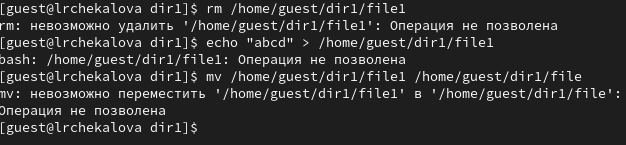 [guest@lrchekalova dir1]$ rm /home/guest/dir1/file1
rm: невозможно удалить '/home/guest/dir1/file1': Операция не позволена
[guest@lrchekalova dir1]$ echo "abcd" > /home/guest/dir1/file1
bash: /home/guest/dir1/file1: Операция не позволена
[guest@lrchekalova dir1]$ mv /home/guest/dir1/file1 /home/guest/dir1/file
mv: невозможно переместить '/home/guest/dir1/file1' в '/home/guest/dir1/file':
Операция не позволена
[guest@lrchekalova dir1]$